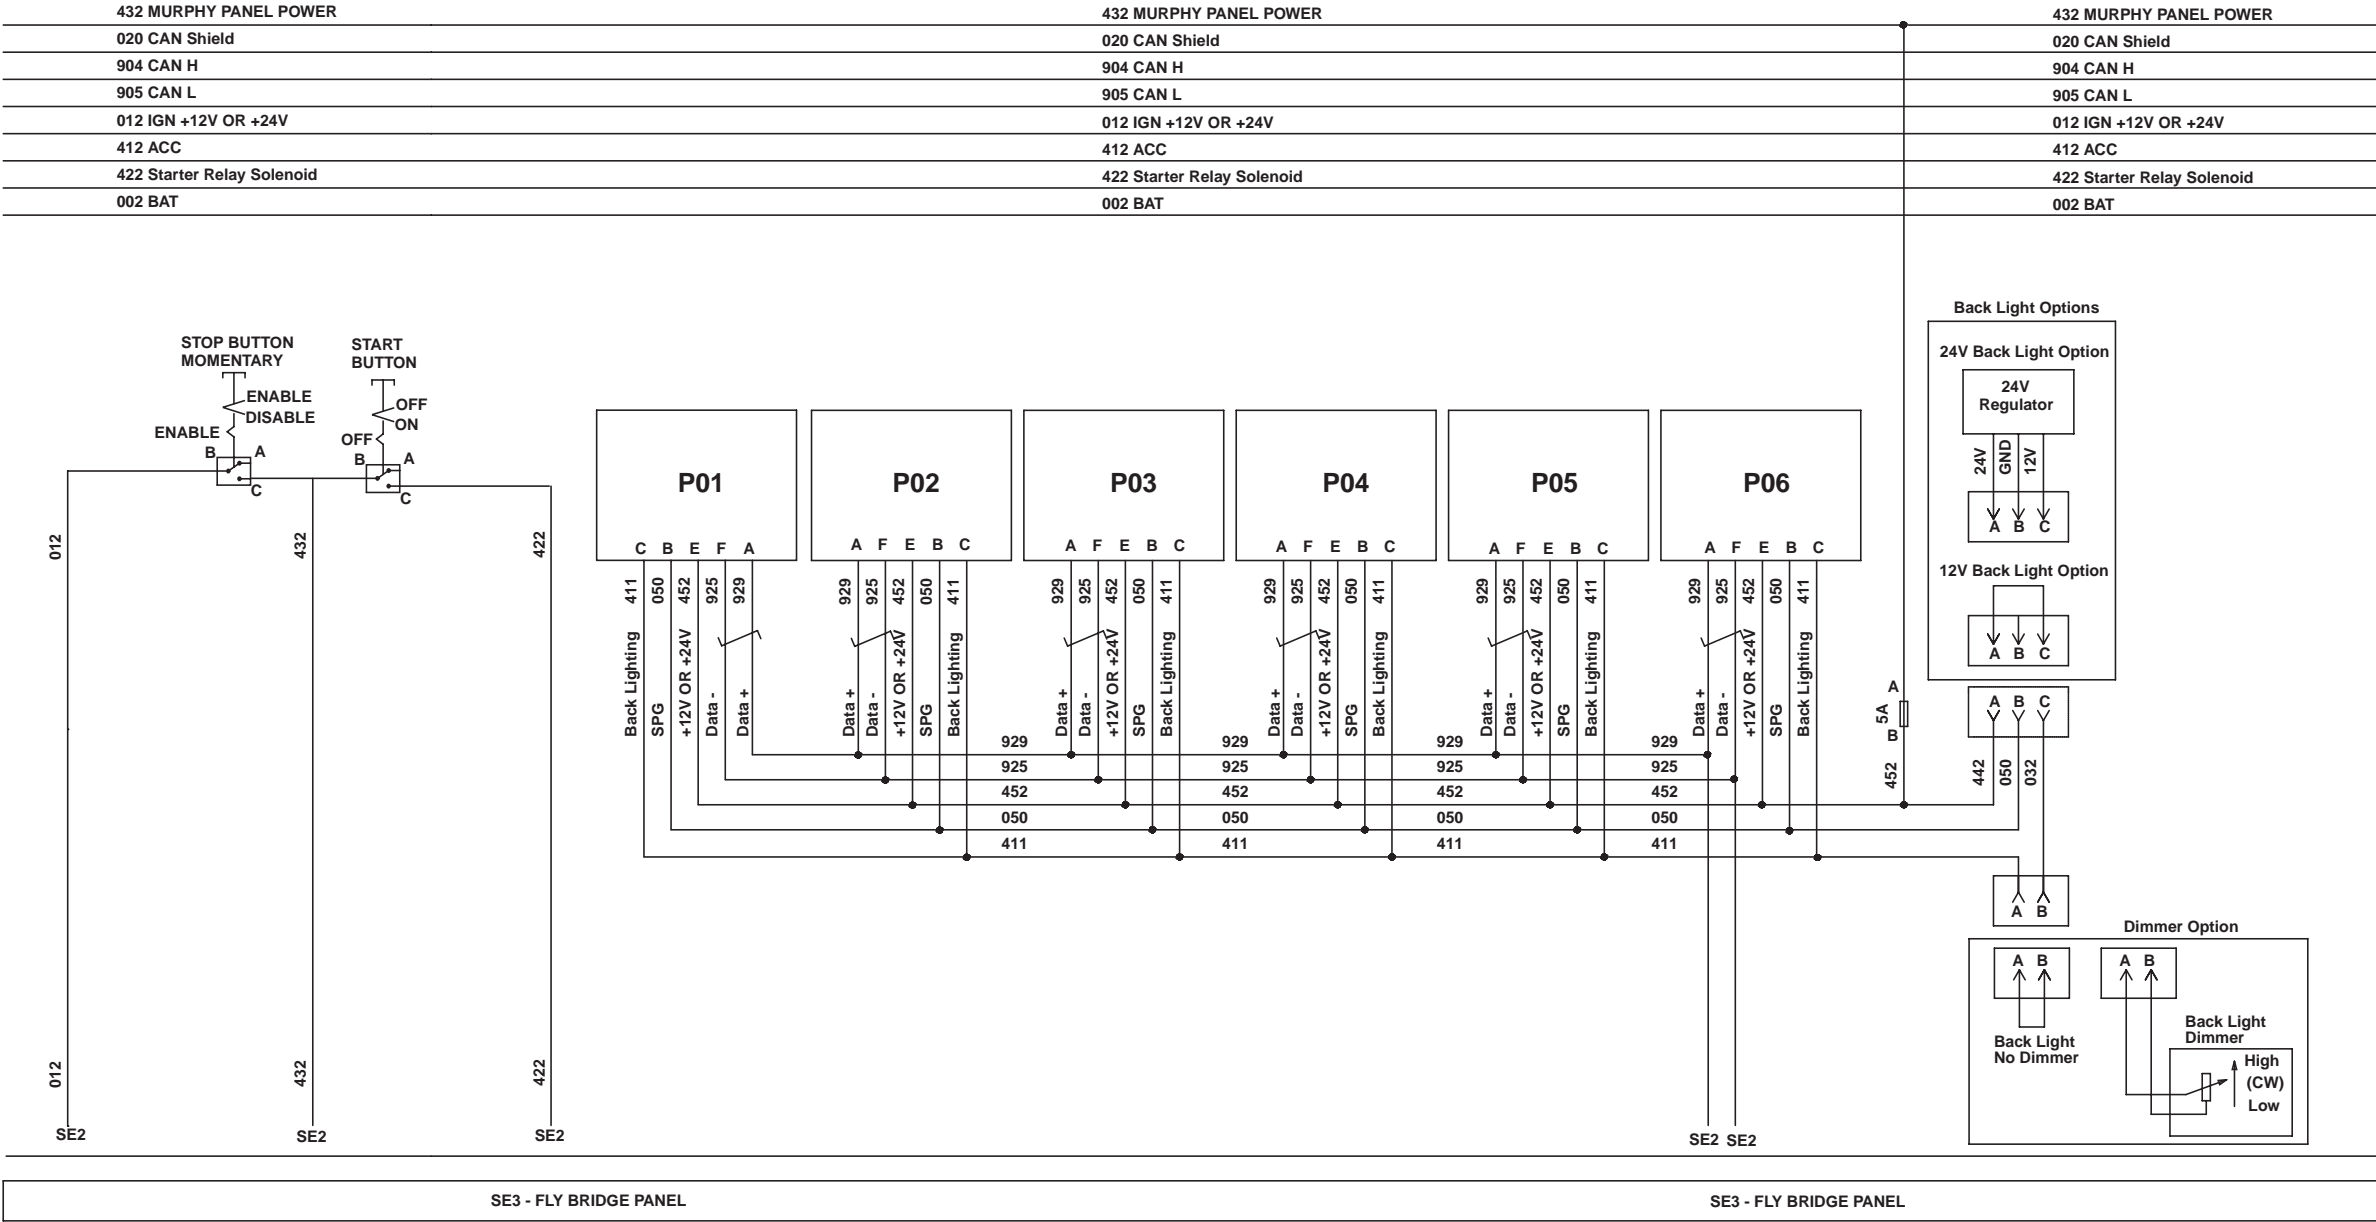 432 MURPHY PANEL POWER
432 MURPHY PANEL POWER
432 MURPHY PANEL POWER
020 CAN Shield
020 CAN Shield
020 CAN Shield
904 CAN H
904 CAN H
904 CAN H
905 CAN L
905 CAN L
905 CAN L
012 IGN +12V OR +24V
012 IGN +12V OR +24V
012 IGN +12V OR +24V
412 ACC
412 ACC
412 ACC
422 Starter Relay Solenoid
422 Starter Relay Solenoid
422 Starter Relay Solenoid
002 BAT
002 BAT
002 BAT
STOP BUTTON
MOMENTARY
ENABLE
DISABLE
ENABLE
B
A
C
START
BUTTON
OFF
ON
OFF
B
A
C
012
432
422
012
432
422
SE2
SE2
SE2
P01
C B E F A
411
050
452
925
929
Back Lighting
SPG
+12V OR +24V
Data -
Data +
P02
A F E B C
929
925
452
050
411
Data +
Data -
+12V OR +24V
SPG
Back Lighting
P03
A F E B C
929
925
452
050
411
Data +
Data -
+12V OR +24V
SPG
Back Lighting
P04
A F E B C
929
925
452
050
411
Data +
Data -
+12V OR +24V
SPG
Back Lighting
P05
A F E B C
929
925
452
050
411
Data +
Data -
+12V OR +24V
SPG
Back Lighting
P06
A F E B C
929
925
452
050
411
Data +
Data -
+12V OR +24V
SPG
Back Lighting
929 929 929 929
925 925 925 925
452 452 452 452
050 050 050 050
411 411 411 411
SE2 SE2
A
5A
B
452
Back Light Options
24V Back Light Option
24V
Regulator
24V
GND
12V
A B C
12V Back Light Option
A B C
A B C
442
050
032
A B
Dimmer Option
A B
Back Light
No Dimmer
A B
Back Light
Dimmer
High
(CW)
Low
SE3 - FLY BRIDGE PANEL
SE3 - FLY BRIDGE PANEL